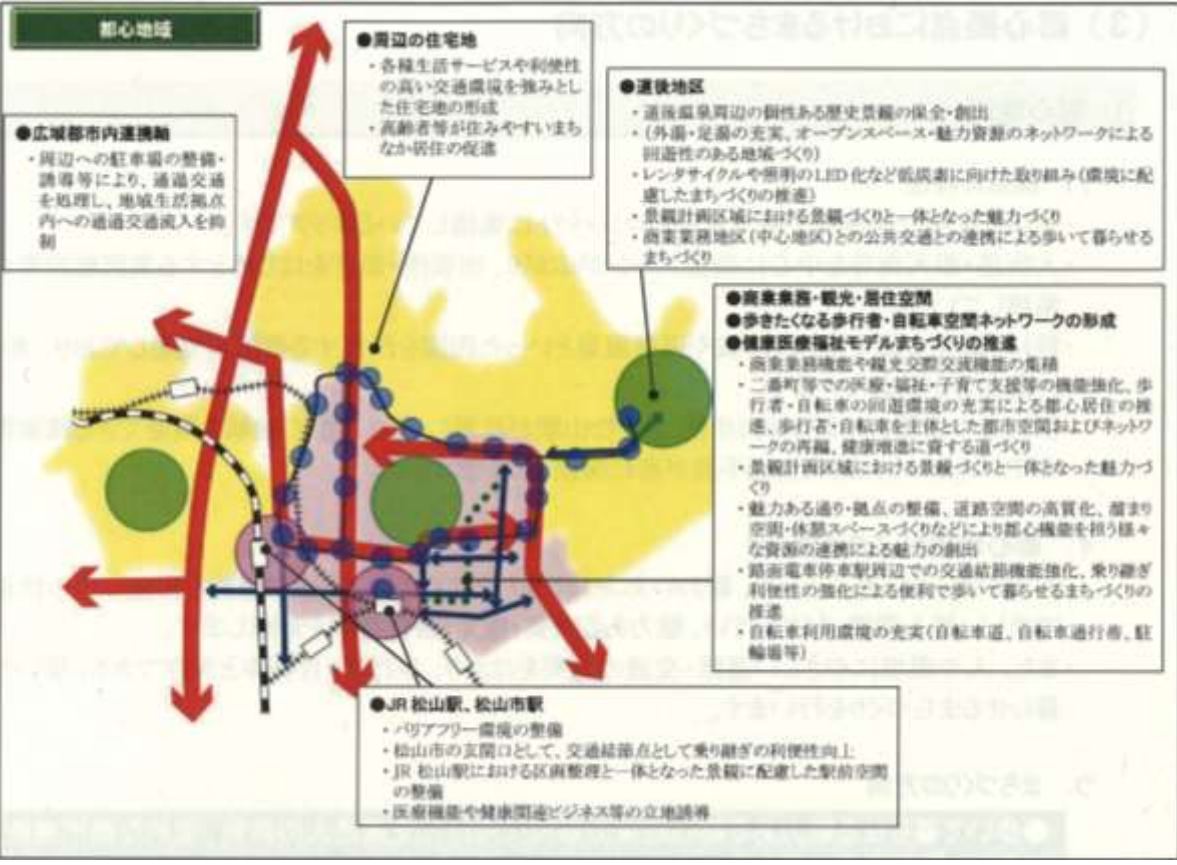 都心地域
●広域都市内連携軸
・周辺への駐車場の整備・
誘導等により、通過交通
を処理し、地域生活拠点
内への通過交通流入を抑
制
●周辺の住宅地
・各種生活サービスや利便性
の高い交通環境を強みとし
た住宅地の形成
・高齢者等が住みやすいまち
なか居住の促進
●道後地区
・道後温泉周辺の個性ある歴史景観の保全・創出
・(外湯・足湯の充実、オープンスペース・魅力資源のネットワークによる
回遊性のある地域づくり)
・レンタサイクルや照明のLED化など低炭素に向けた取り組み(環境に配
慮したまちづくりの推進)
・景観計画区域における景観づくりと一体となった魅力づくり
・商業業務地区(中心地区)との公共交通との連携による歩いて暮らせる
まちづくり
●商業業務・観光・居住空間
●歩きたくなる歩行者・自転車空間ネットワークの形成
●健康医療福祉モデルまちづくりの推進
・商業業務機能や観光交際交流機能の集積
・二番町等での医療・福祉・子育て支援等の機能強化、歩
行者・自転車の回遊環境の充実による都心居住の推
進、歩行者・自転車を主体とした都市空間およびネットワ
ークの再編、健康増進に資する道づくり
・景観計画区域における景観づくりと一体となった魅力づ
くり
・魅力ある通り・拠点の整備、道路空間の高質化、溜まり
空間・休憩スペースづくりなどにより都心機能を担う様々
な資源の連携による魅力の創出
・路面電車停車駅周辺での交通結節機能強化、乗り継ぎ
利便性の強化による便利で歩いて暮らせるまちづくりの
推進
・自転車利用環境の充実(自転車道、自転車通行帯、駐
輪場等)
●JR松山駅、松山市駅
・バリアフリー環境の整備
・松山市の玄関口として、交通結節点として乗り継ぎの利便性向上
・JR 松山駅における区画整理と一体となった景観に配慮した駅前空間
の整備
・医療機能や健康関連ビジネス等の立地誘導